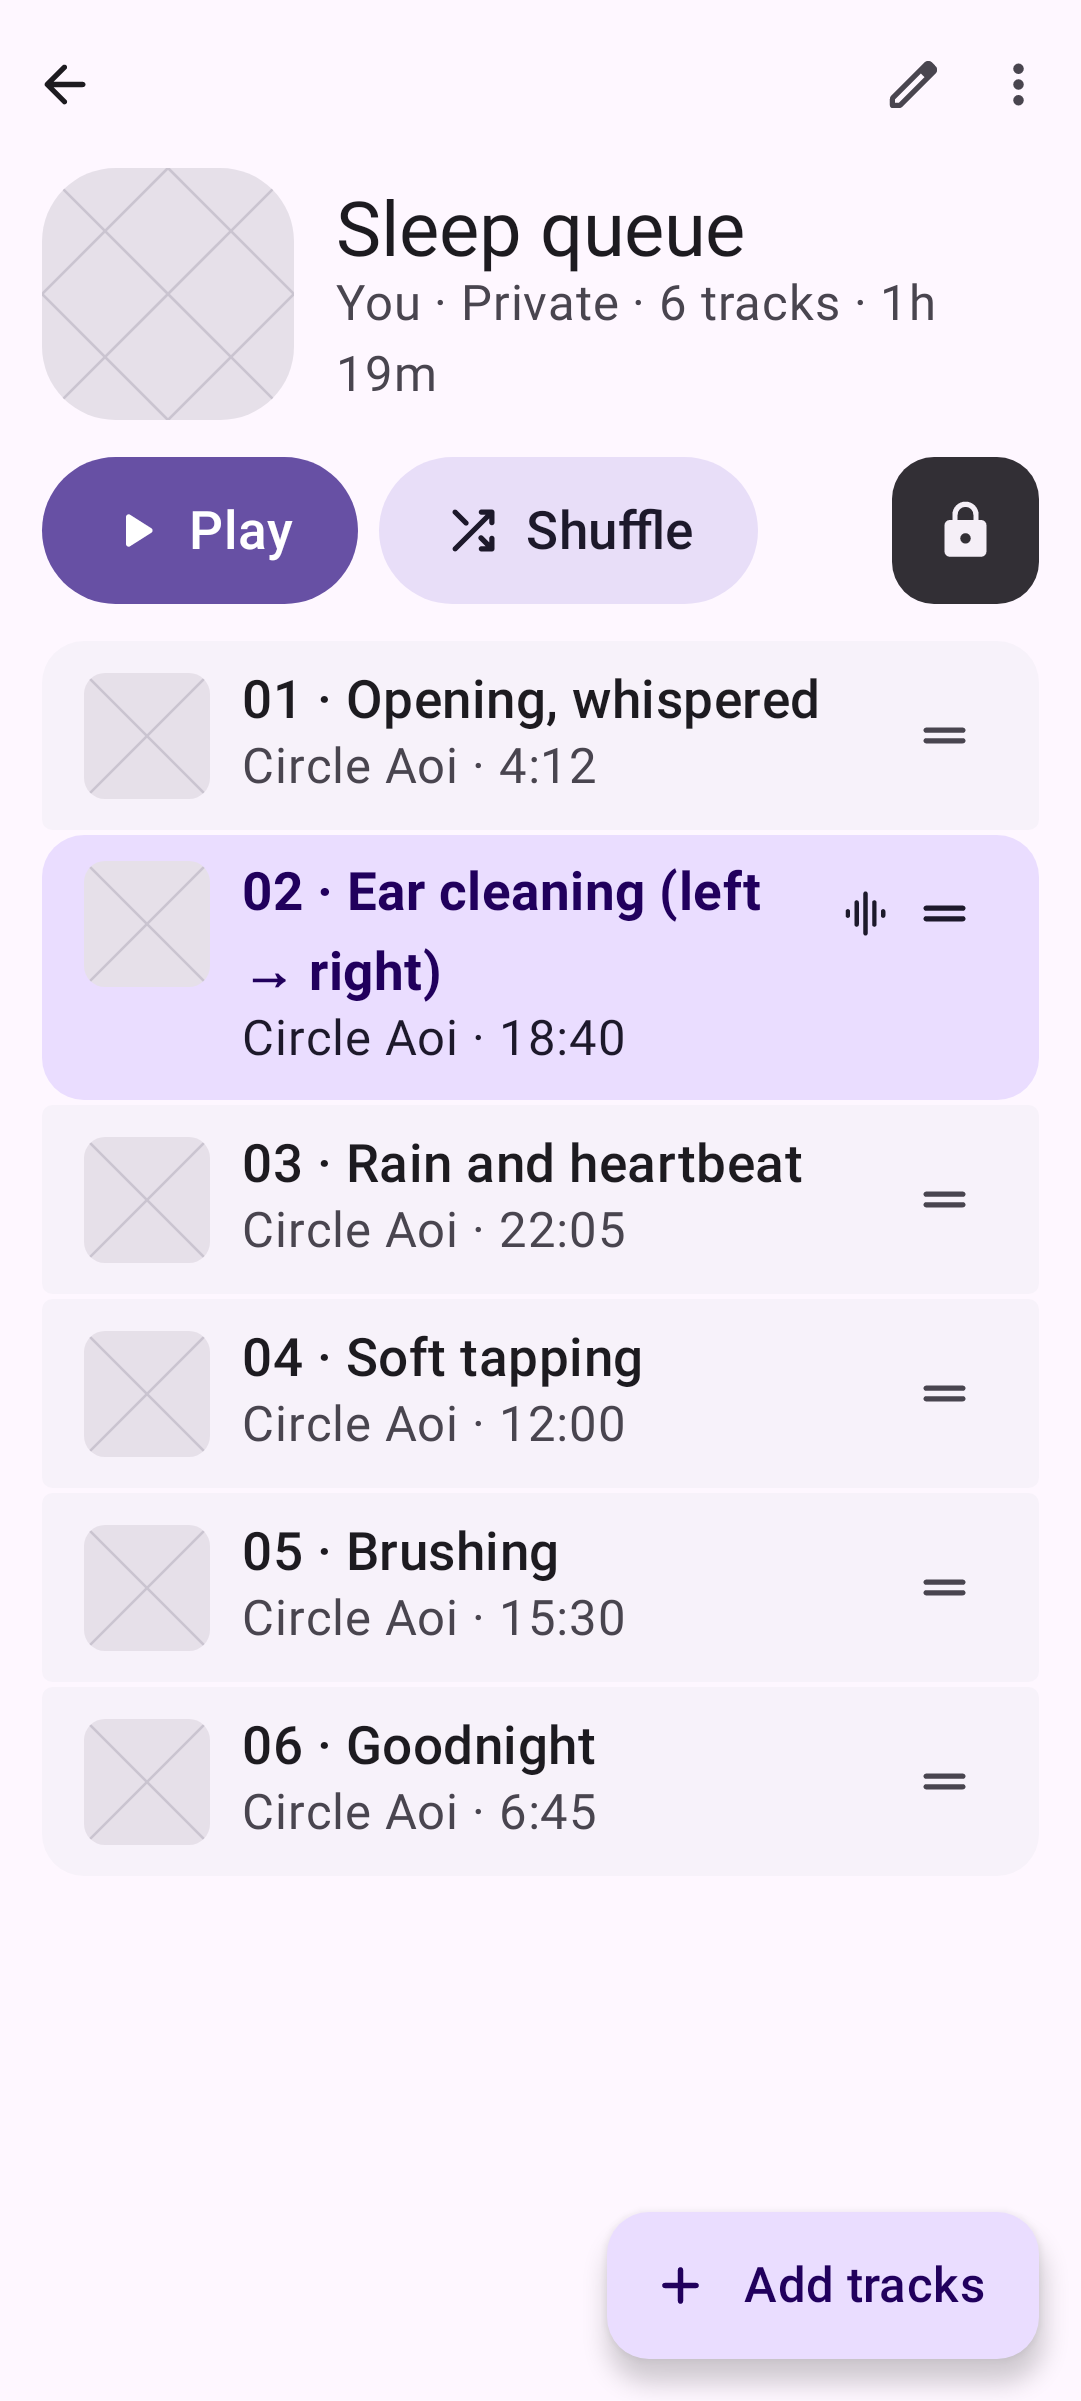 Sleep queue
You · Private · 6 tracks · 1h
19m
Play
Shuffle
01 · Opening, whispered
Circle Aoi · 4:12
02 · Ear cleaning (left
→ right)
Circle Aoi · 18:40
03 · Rain and heartbeat
Circle Aoi · 22:05
04 · Soft tapping
Circle Aoi · 12:00
05 · Brushing
Circle Aoi · 15:30
06 · Goodnight
Circle Aoi · 6:45
Add tracks